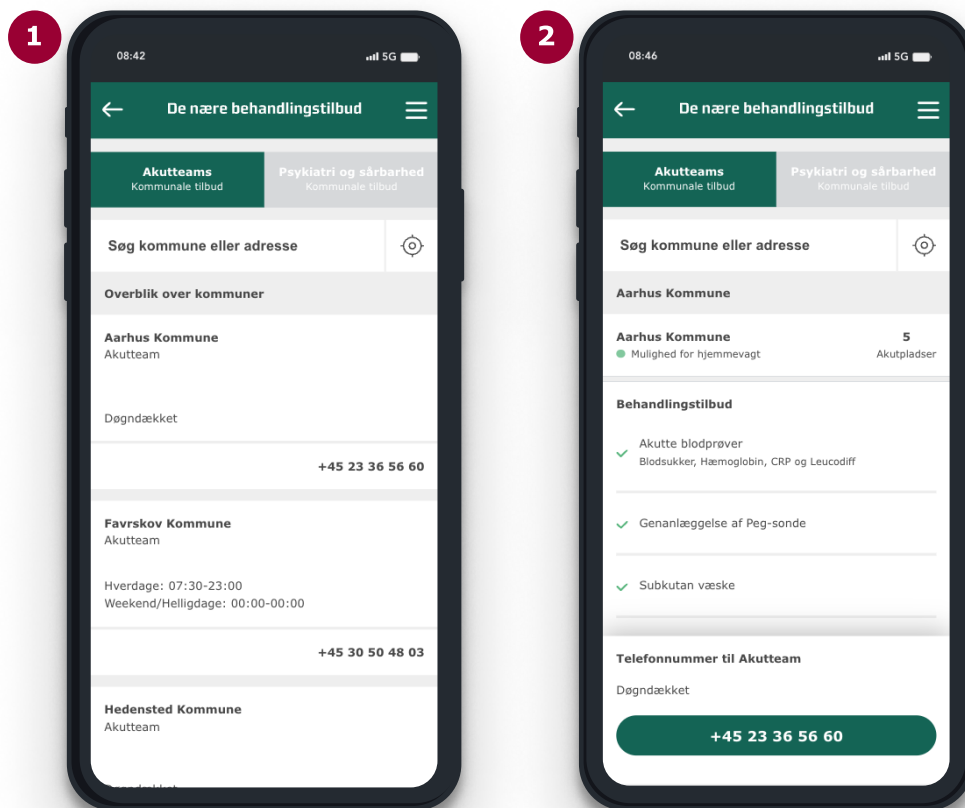 1
08:42
5G
De nære behandlingstilbud
Akutteams
Kommunale tilbud
Psykiatri og sårbarhed
Kommunale tilbud
Søg kommune eller adresse
Overblik over kommuner
Aarhus Kommune
Akutteam
Døgndækket
+45 23 36 56 60
Favrskov Kommune
Akutteam
Hverdage: 07:30-23:00
Weekend/Helligdage: 00:00-00:00
+45 30 50 48 03
Hedensted Kommune
Akutteam
2
08:46
5G
De nære behandlingstilbud
Akutteams
Kommunale tilbud
Psykiatri og sårbarhed
Kommunale tilbud
Søg kommune eller adresse
Aarhus Kommune
Aarhus Kommune 5
Mulighed for hjemmevagt Akutpladser
Behandlingstilbud
Akutte blodprøver
Blodsukker, Hæmoglobin, CRP og Leucodiff
Genanlæggelse af Peg-sonde
Subkutan væske
Telefonnummer til Akutteam
Døgndækket
+45 23 36 56 60